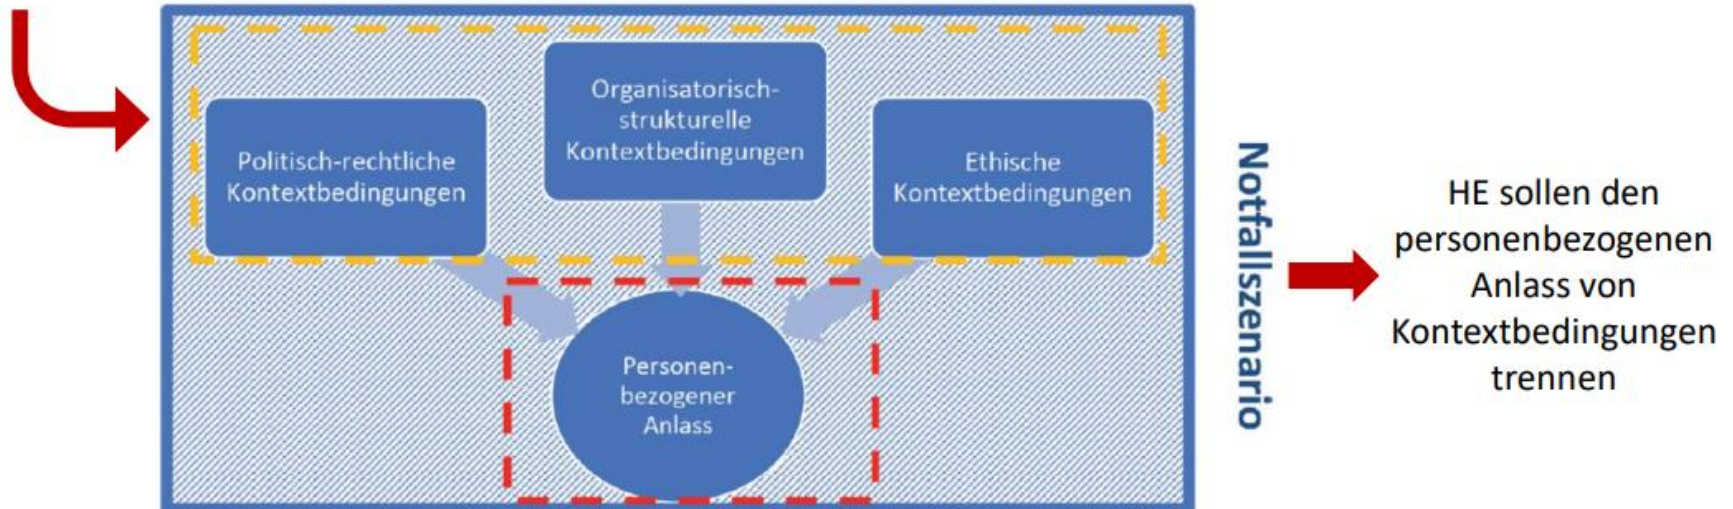 Organisatorisch-
strukturelle
Kontextbedingungen
Politisch-rechtliche
Kontextbedingungen
Ethische
Kontextbedingungen
Personen-
bezogener
Anlass
Notfallszenario
HE sollen den
personenbezogenen
Anlass von
Kontextbedingungen
trennen